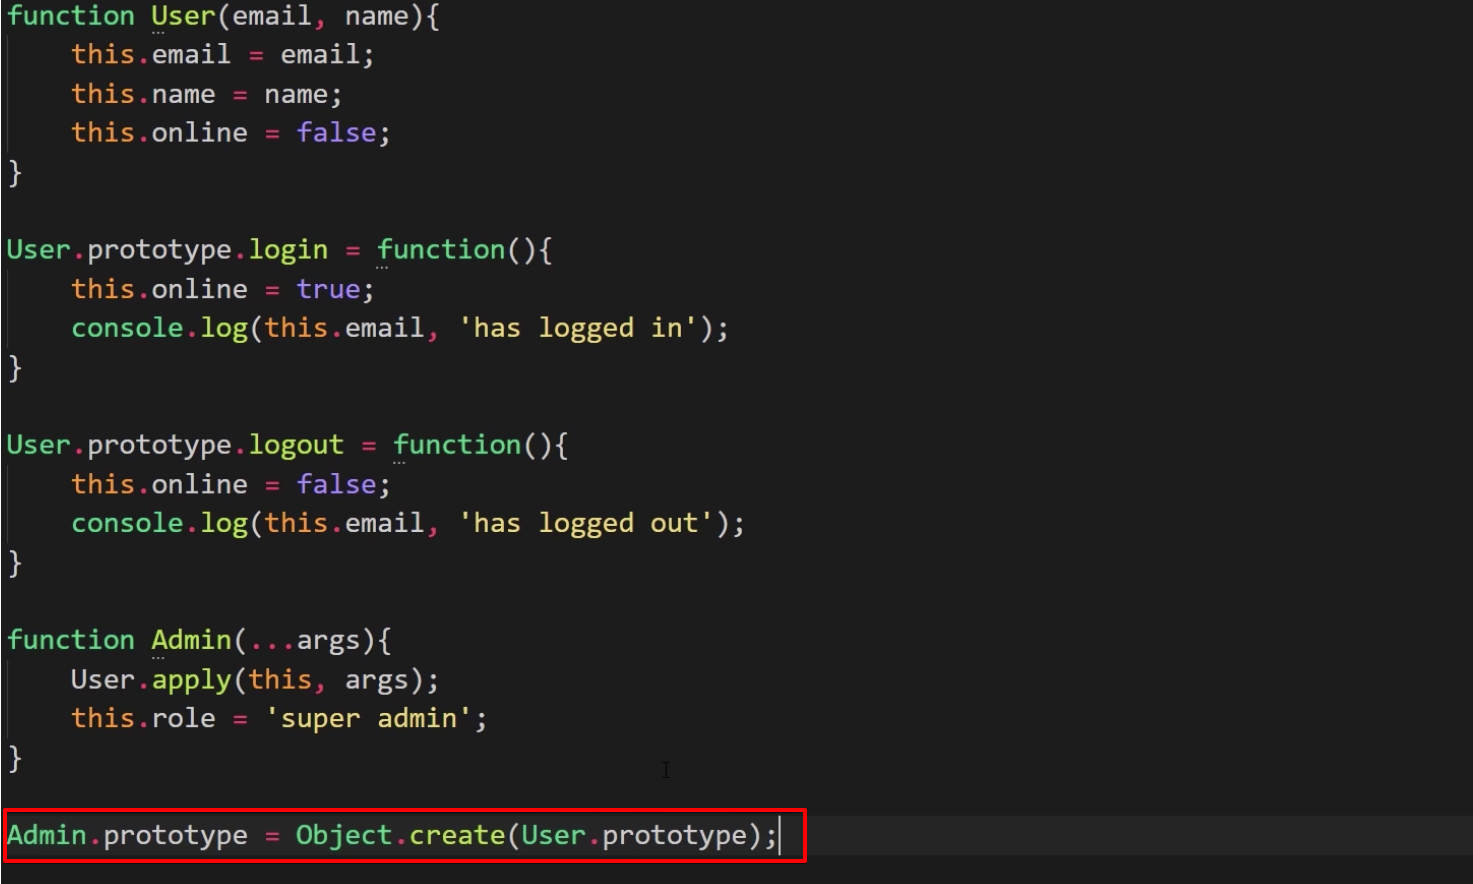 function User(email, name){
    this.email = email;
    this.name = name;
    this.online = false;
}
User.prototype.login = function(){
    this.online = true;
    console.log(this.email, 'has logged in');
}
User.prototype.logout = function(){
    this.online = false;
    console.log(this.email, 'has logged out');
}
function Admin(...args){
    User.apply(this, args);
    this.role = 'super admin';
}
Admin.prototype = Object.create(User.prototype);